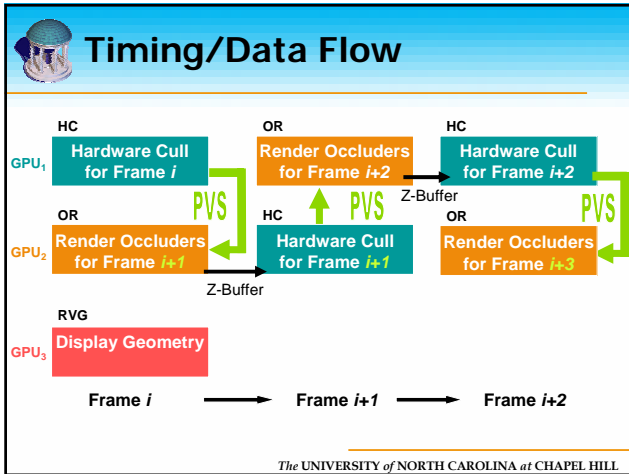 Timing/Data Flow
HC
OR
HC
GPU1
Hardware Cull
for Frame i
Render Occluders
for Frame i+2
Hardware Cull
for Frame i+2
Z-Buffer
PVS
PVS
PVS
OR
HC
OR
GPU2
Render Occluders
for Frame i+1
Hardware Cull
for Frame i+1
Render Occluders
for Frame i+3
Z-Buffer
RVG
GPU3
Display Geometry
Frame i
Frame i+1
Frame i+2
The UNIVERSITY of NORTH CAROLINA at CHAPEL HILL